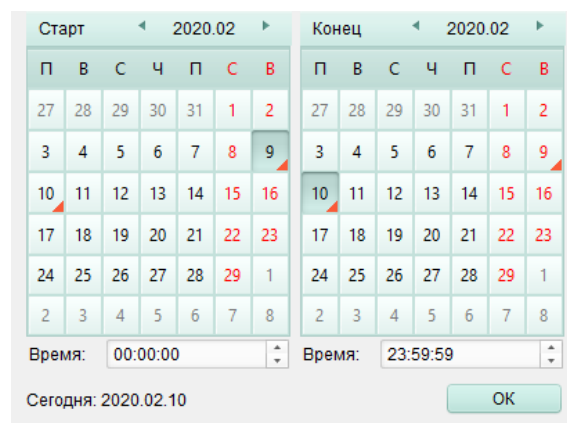 Старт 2020.02
П В С Ч П С В
27 28 29 30 31 1 2
3 4 5 6 7 8 9
10 11 12 13 14 15 16
17 18 19 20 21 22 23
24 25 26 27 28 29 1
2 3 4 5 6 7 8
Время: 00:00:00
Конец 2020.02
П В С Ч П С В
27 28 29 30 31 1 2
3 4 5 6 7 8 9
10 11 12 13 14 15 16
17 18 19 20 21 22 23
24 25 26 27 28 29 1
2 3 4 5 6 7 8
Время: 23:59:59
Сегодня: 2020.02.10
ОК